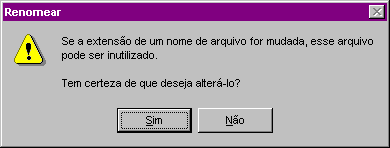 Renomear
Se a extensão de um nome de arquivo for mudada, esse arquivo
pode ser inutilizado.
Tem certeza de que deseja alterá-lo?
Sim
Não